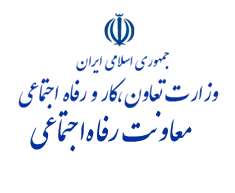 جمهوری اسلامی ایران
وزارت تعاون، کار و رفاه اجتماعی
معاونت رفاه اجتماعی